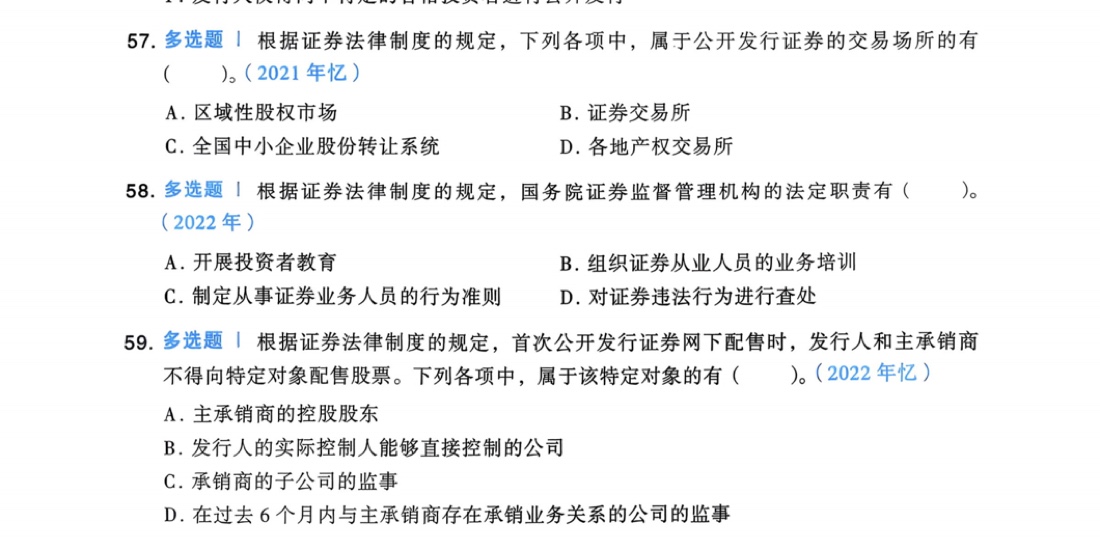 57. 多选题 | 根据证券法律制度的规定，下列各项中，属于公开发行证券的交易场所的有
(　　)。（2021 年忆）
A. 区域性股权市场　　B. 证券交易所
C. 全国中小企业股份转让系统　　D. 各地产权交易所
58. 多选题 | 根据证券法律制度的规定，国务院证券监督管理机构的法定职责有（　　）。
（2022 年）
A. 开展投资者教育　　B. 组织证券从业人员的业务培训
C. 制定从事证券业务人员的行为准则　　D. 对证券违法行为进行查处
59. 多选题 | 根据证券法律制度的规定，首次公开发行证券网下配售时，发行人和主承销商
不得向特定对象配售股票。下列各项中，属于该特定对象的有（　　）。（2022 年忆）
A. 主承销商的控股股东
B. 发行人的实际控制人能够直接控制的公司
C. 承销商的子公司的监事
D. 在过去 6 个月内与主承销商存在承销业务关系的公司的监事